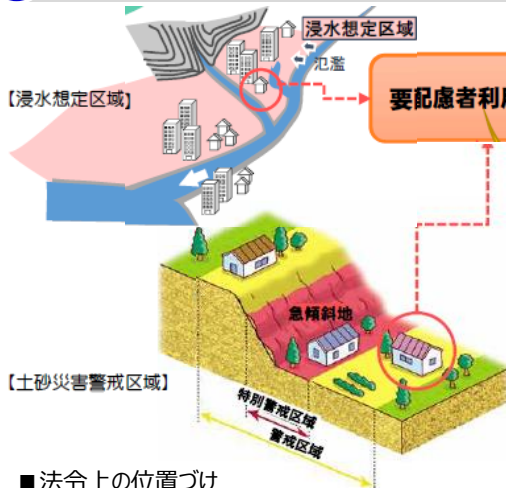 浸水想定区域
氾濫
【浸水想定区域】
要配慮者利
急傾斜地
【土砂災害警戒区域】
特別警戒区域
警戒区域
■法令上の位置づけ